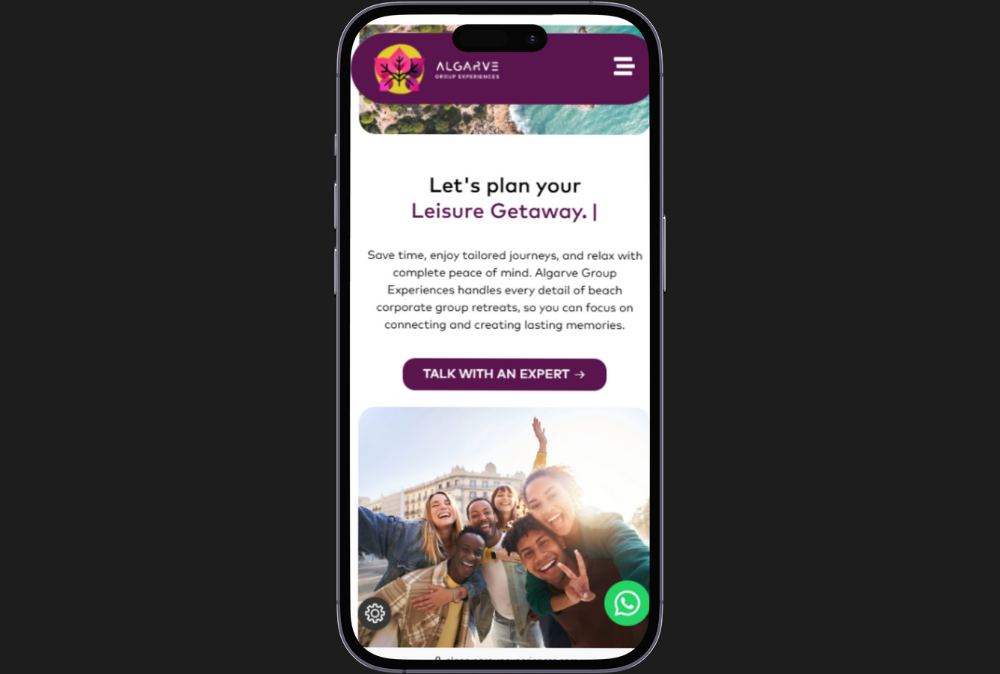 ALGARVE
GROUP EXPERIENCES
Let's plan your
Leisure Getaway. |
Save time, enjoy tailored journeys, and relax with
complete peace of mind. Algarve Group
Experiences handles every detail of beach
corporate group retreats, so you can focus on
connecting and creating lasting memories.
TALK WITH AN EXPERT →